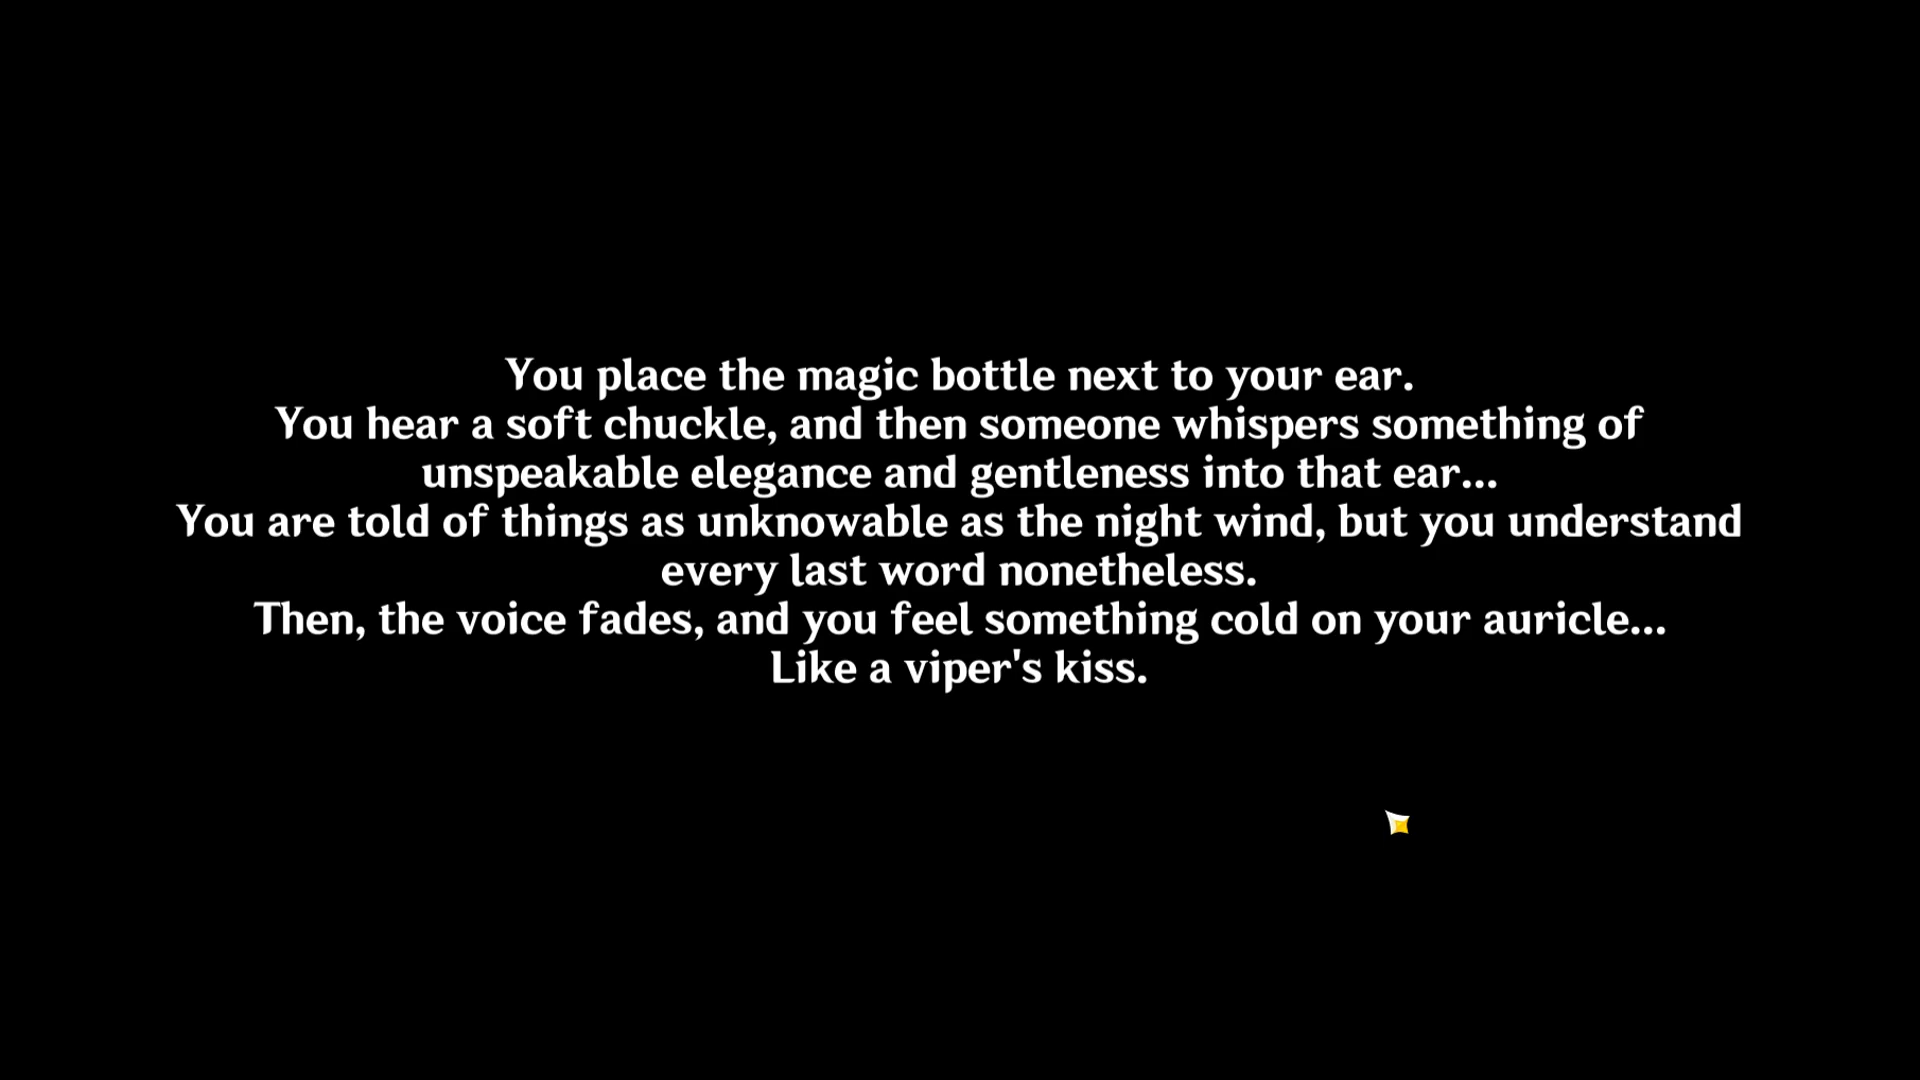 You place the magic bottle next to your ear.
You hear a soft chuckle, and then someone whispers something of
unspeakable elegance and gentleness into that ear...
You are told of things as unknowable as the night wind, but you understand
every last word nonetheless.
Then, the voice fades, and you feel something cold on your auricle...
Like a viper's kiss.